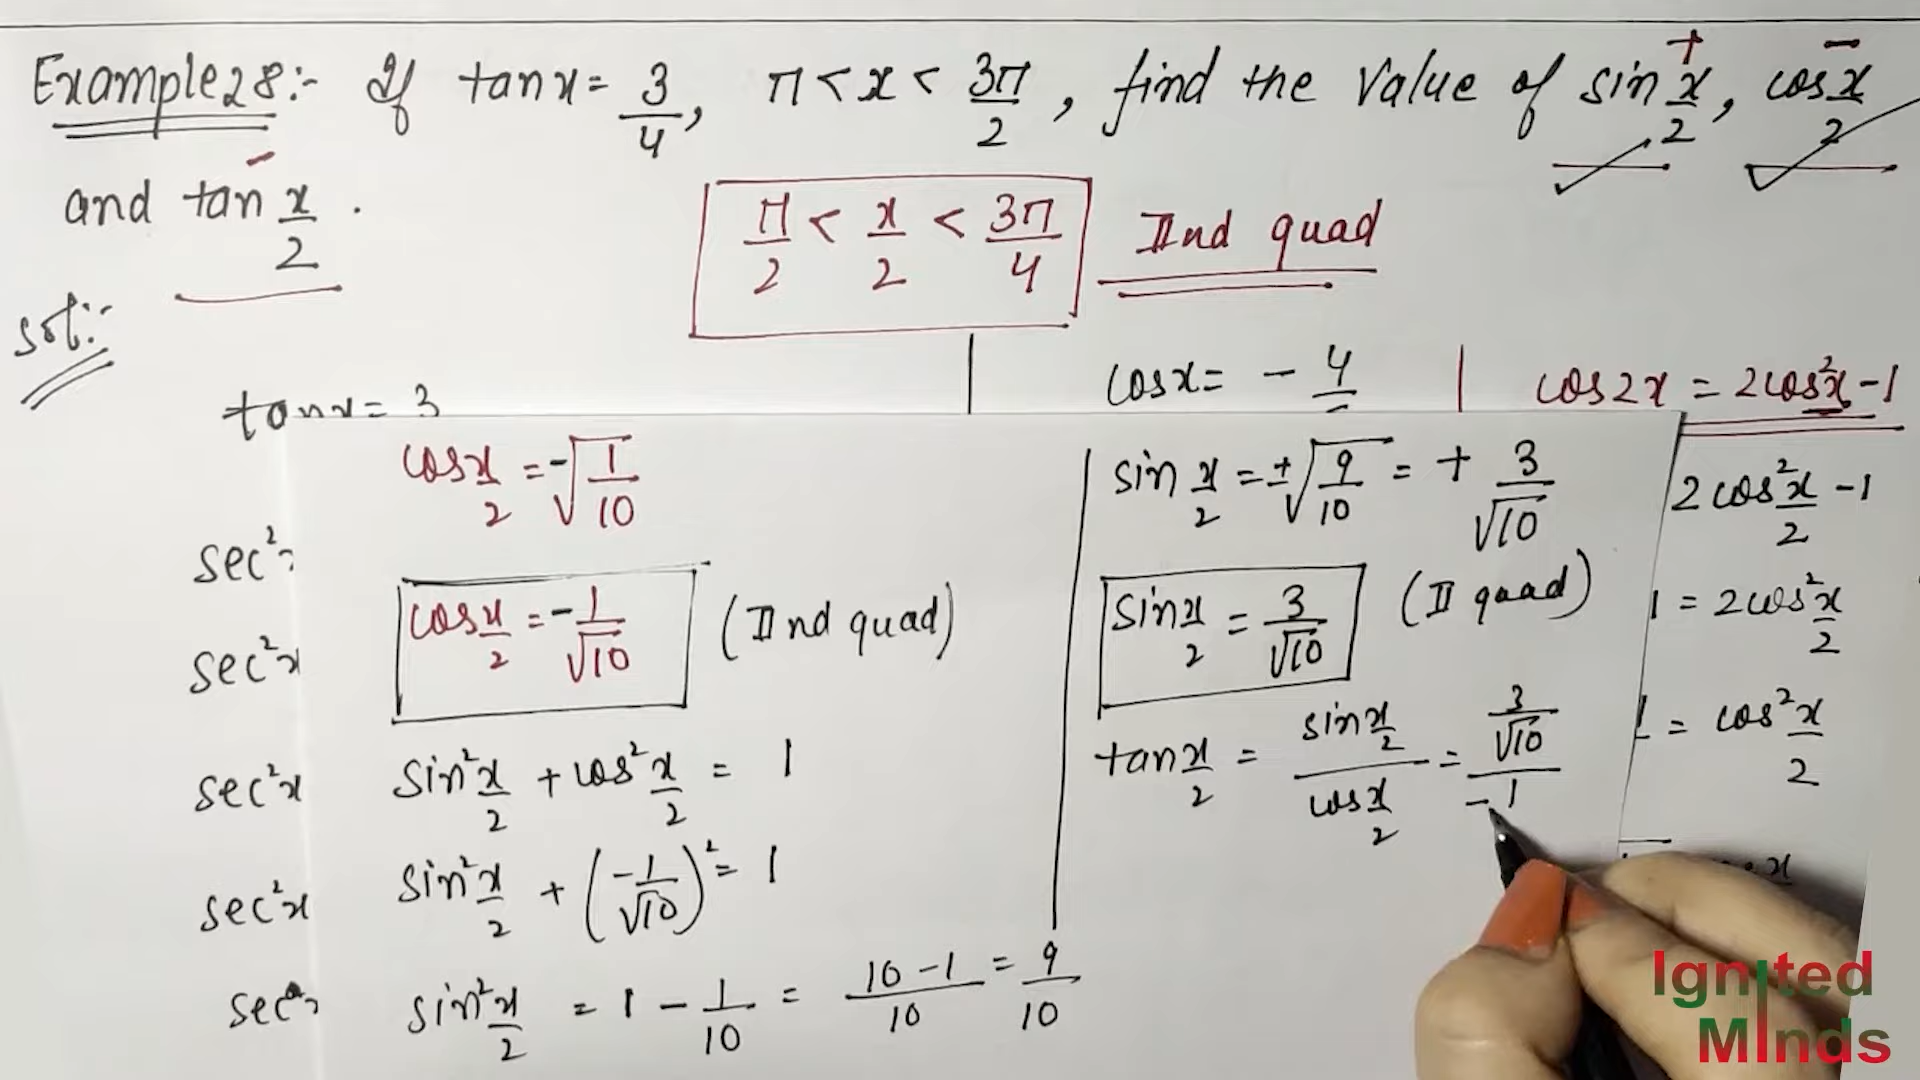 Example 28:- If tan x = 3/4, π < x < 3π/2, find the value of sin x/2, cos x/2
+ −
and tan x/2 .
−
π/2 < x/2 < 3π/4 IInd quad
Sol:-
tan x = 3
cos x = - 4
cos 2x = 2cos²x - 1
2cos² x/2 - 1
1 = 2cos² x/2
= cos² x/2
sec²
sec²x
sec²x
sec²x
sec²
cos x/2 = -√(1/10)
cos x/2 = -1/√10 (IInd quad)
sin² x/2 + cos² x/2 = 1
sin² x/2 + (-1/√10)² = 1
sin² x/2 = 1 - 1/10 = (10-1)/10 = 9/10
sin x/2 = ±√(9/10) = + 3/√10
Sin x/2 = 3/√10 (II quad)
tan x/2 = (sin x/2)/(cos x/2) = (3/√10)/(-1
Ignited
Minds